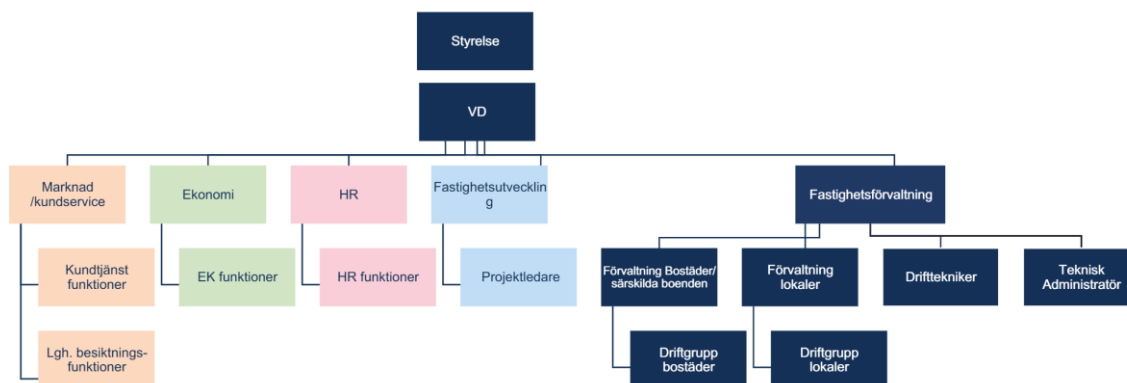 Styrelse
VD
Marknad
/kundservice
Ekonomi
HR
Fastighetsutvecklin
g
Fastighetsförvaltning
Kundtjänst
funktioner
EK funktioner
HR funktioner
Projektledare
Förvaltning Bostäder/
särskilda boenden
Förvaltning
lokaler
Drifttekniker
Teknisk
Administratör
Lgh. besiktnings-
funktioner
Driftgrupp
bostäder
Driftgrupp
lokaler